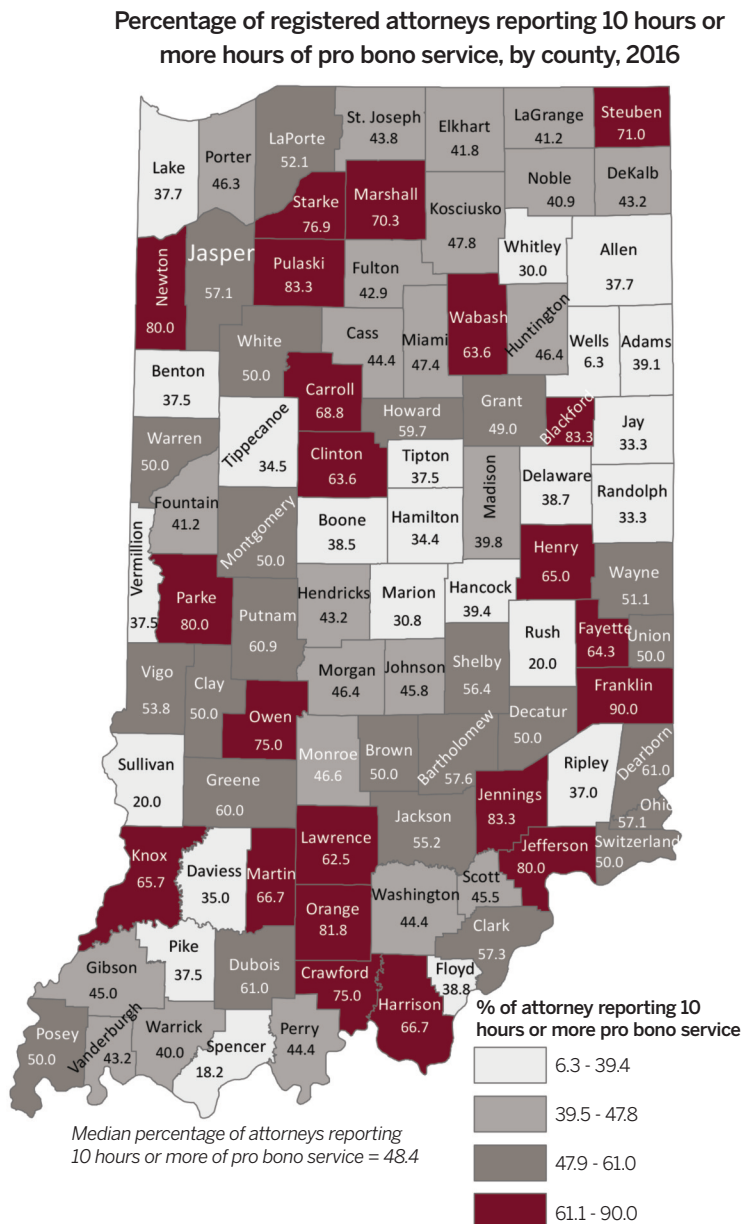 Percentage of registered attorneys reporting 10 hours or
more hours of pro bono service, by county, 2016
Lake
37.7
Porter
46.3
LaPorte
52.1
St. Joseph
43.8
Elkhart
41.8
LaGrange
41.2
Steuben
71.0
Starke
76.9
Marshall
70.3
Kosciusko
47.8
Noble
40.9
DeKalb
43.2
Whitley
30.0
Allen
37.7
Newton
80.0
Jasper
57.1
Pulaski
83.3
Fulton
42.9
Wabash
63.6
Huntington
46.4
Wells
6.3
Adams
39.1
White
50.0
Cass
44.4
Miami
47.4
Benton
37.5
Carroll
68.8
Howard
59.7
Grant
49.0
Blackford
83.3
Jay
33.3
Warren
50.0
Tippecanoe
34.5
Clinton
63.6
Tipton
37.5
Madison
39.8
Delaware
38.7
Randolph
33.3
Fountain
41.2
Montgomery
50.0
Boone
38.5
Hamilton
34.4
Henry
65.0
Wayne
51.1
Vermillion
37.5
Parke
80.0
Putnam
60.9
Hendricks
43.2
Marion
30.8
Hancock
39.4
Rush
20.0
Fayette
64.3
Union
50.0
Vigo
53.8
Clay
50.0
Owen
75.0
Morgan
46.4
Johnson
45.8
Shelby
56.4
Decatur
50.0
Franklin
90.0
Sullivan
20.0
Greene
60.0
Monroe
46.6
Brown
50.0
Bartholomew
57.6
Jennings
83.3
Ripley
37.0
Dearborn
61.0
Ohio
57.1
Knox
65.7
Daviess
35.0
Martin
66.7
Lawrence
62.5
Jackson
55.2
Jefferson
80.0
Switzerland
50.0
Orange
81.8
Washington
44.4
Scott
45.5
Clark
57.3
Gibson
45.0
Pike
37.5
Dubois
61.0
Crawford
75.0
Harrison
66.7
Floyd
38.8
Posey
50.0
Vanderburgh
43.2
Warrick
40.0
Spencer
18.2
Perry
44.4
% of attorney reporting 10
hours or more pro bono service
6.3 - 39.4
39.5 - 47.8
47.9 - 61.0
61.1 - 90.0
Median percentage of attorneys reporting
10 hours or more of pro bono service = 48.4